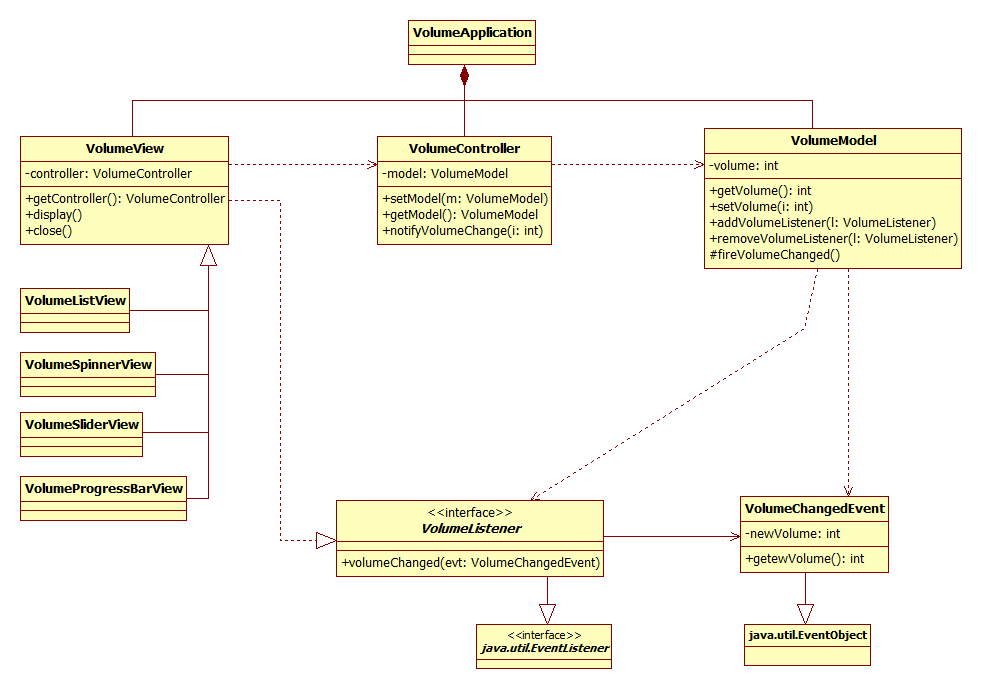 VolumeApplication
VolumeView
-controller: VolumeController
+getController(): VolumeController
+display()
+close()
VolumeController
-model: VolumeModel
+setModel(m: VolumeModel)
+getModel(): VolumeModel
+notifyVolumeChange(i: int)
VolumeModel
-volume: int
+getVolume(): int
+setVolume(i: int)
+addVolumeListener(l: VolumeListener)
+removeVolumeListener(l: VolumeListener)
#fireVolumeChanged()
VolumeListView
VolumeSpinnerView
VolumeSliderView
VolumeProgressBarView
<<interface>>
VolumeListener
+volumeChanged(evt: VolumeChangedEvent)
VolumeChangedEvent
-newVolume: int
+getewVolume(): int
<<interface>>
java.util.EventListener
java.util.EventObject